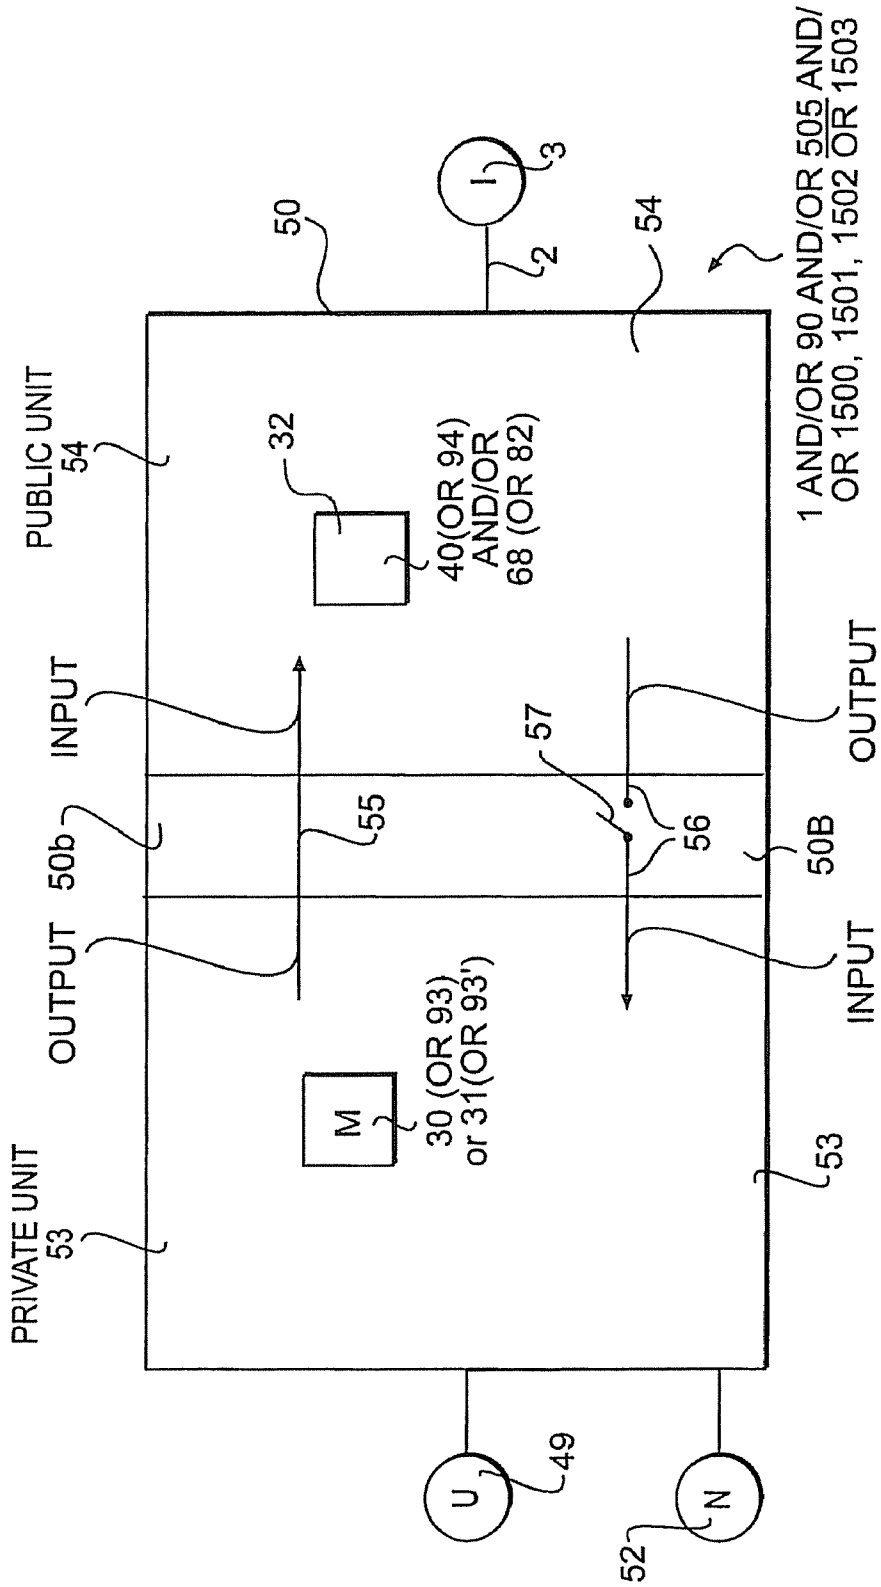 PRIVATE UNIT
53
PUBLIC UNIT
54
OUTPUT
50b
INPUT
50
M
30 (OR 93)
or 31(OR 93')
55
32
40(OR 94)
AND/OR
68 (OR 82)
U
49
I
3
2
57
56
54
52
N
53
INPUT
50B
OUTPUT
1 AND/OR 90 AND/OR 505 AND/
OR 1500, 1501, 1502 OR 1503